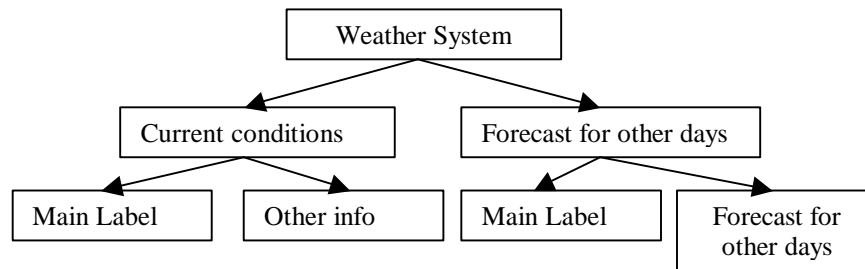 Weather System
Current conditions
Forecast for other days
Main Label
Other info
Main Label
Forecast for
other days